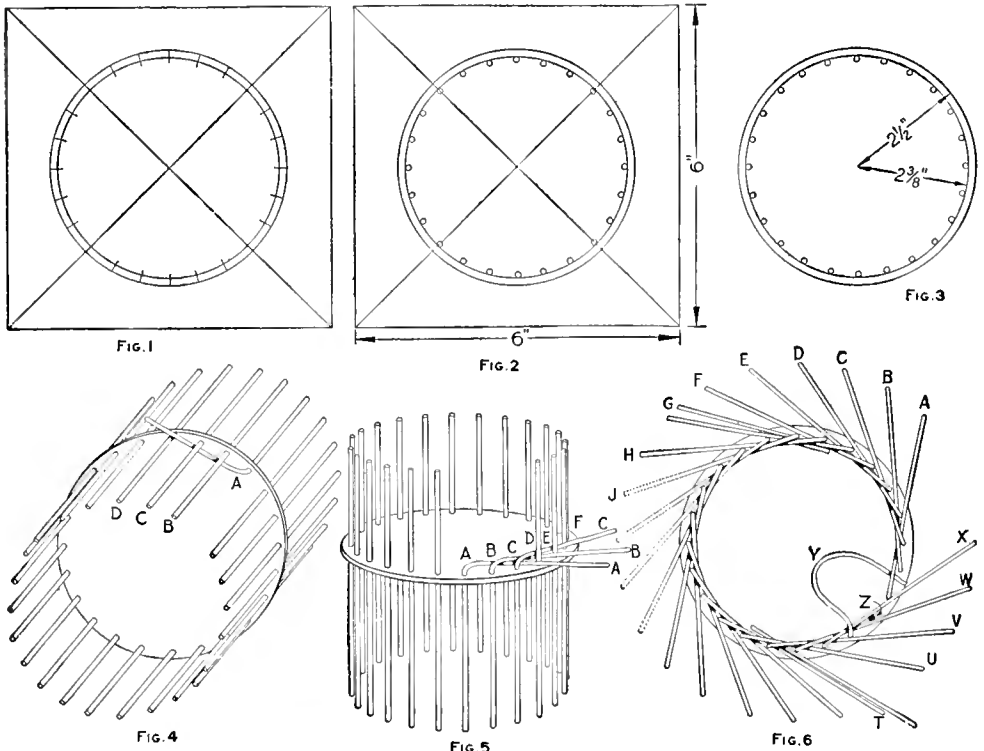 6"
2½"
2⅜"
FIG.3
FIG.1
6"
FIG.2
A
D C B
FIG.4
A B C D E F C
B
A
FIG.5
E D C B A
F
G
H
J
Y X
Z W
V
U
T
FIG.6